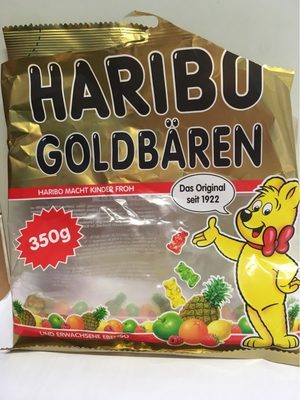 HARIBO
GOLDBÄREN
HARIBO MACHT KINDER FROH
Das Original
seit 1922
350g
UND ERWACHSENE EBENSO